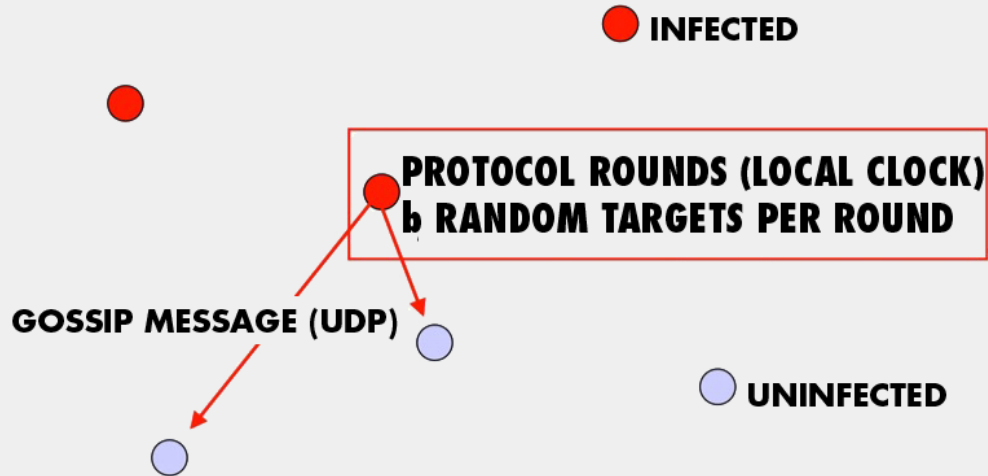 INFECTED
PROTOCOL ROUNDS (LOCAL CLOCK)
b RANDOM TARGETS PER ROUND
GOSSIP MESSAGE (UDP)
UNINFECTED